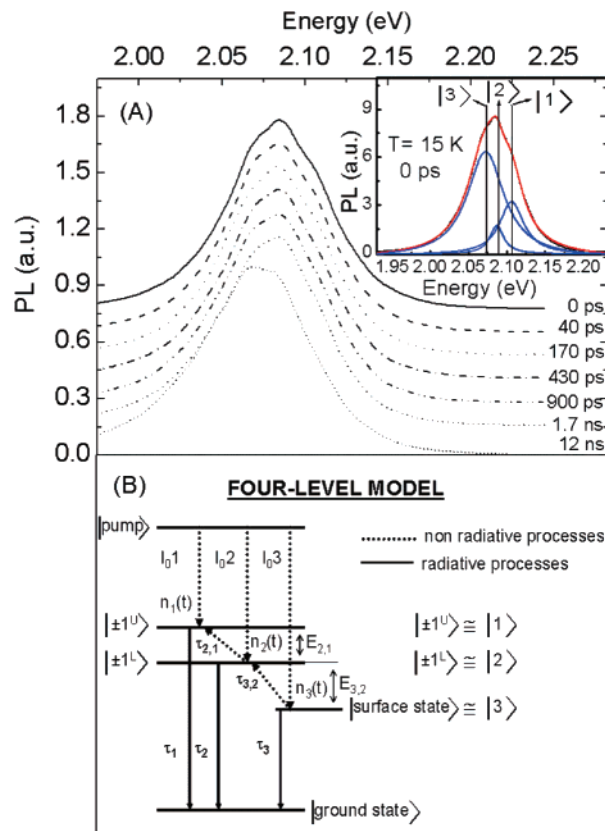 Energy (eV)
2.00 2.05 2.10 2.15 2.20 2.25
(A)
PL (a.u.)
1.8
1.5
1.2
0.9
0.6
0.3
0.0
|3⟩ |2⟩ |1⟩
T= 15 K
0 ps
PL (a.u.)
9
6
3
0
1.95 2.00 2.05 2.10 2.15 2.20
Energy (eV)
0 ps
40 ps
170 ps
430 ps
900 ps
1.7 ns
12 ns
(B) FOUR-LEVEL MODEL
|pump⟩
I₀1 I₀2 I₀3
non radiative processes
radiative processes
n₁(t)
|±1ᵁ⟩
τ₂,₁
n₂(t)
E₂,₁
|±1ᵁ⟩ ≅ |1⟩
|±1ᴸ⟩
|±1ᴸ⟩ ≅ |2⟩
τ₃,₂
n₃(t)
E₃,₂
|surface state⟩ ≅ |3⟩
τ₁ τ₂ τ₃
|ground state⟩